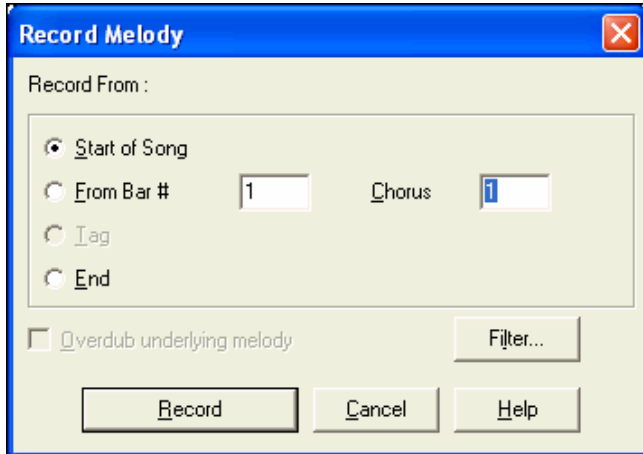 Record Melody
Record From :
Start of Song
From Bar # 1 Chorus 1
Tag
End
Overdub underlying melody Filter...
Record Cancel Help